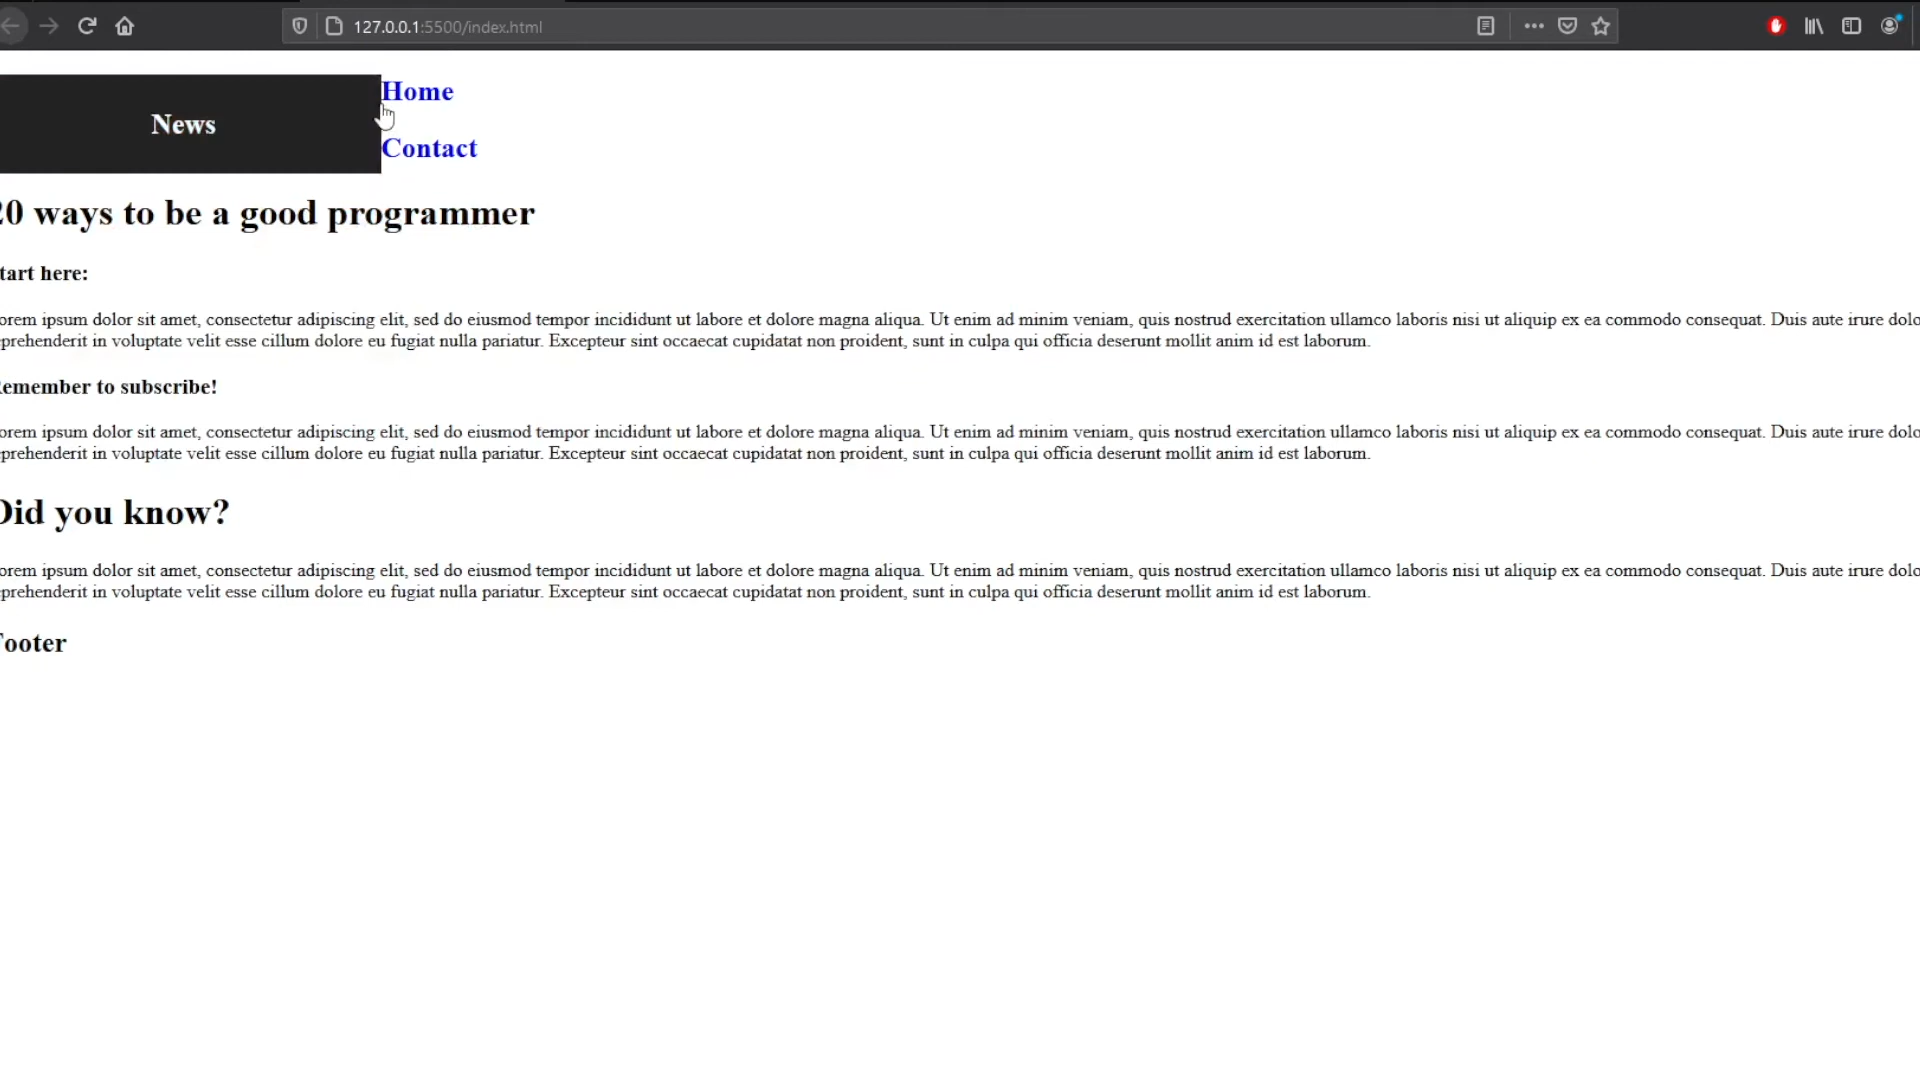 127.0.0.1:5500/index.html
Home
News
Contact
20 ways to be a good programmer
tart here:
orem ipsum dolor sit amet, consectetur adipiscing elit, sed do eiusmod tempor incididunt ut labore et dolore magna aliqua. Ut enim ad minim veniam, quis nostrud exercitation ullamco laboris nisi ut aliquip ex ea commodo consequat. Duis aute irure dolo
prehenderit in voluptate velit esse cillum dolore eu fugiat nulla pariatur. Excepteur sint occaecat cupidatat non proident, sunt in culpa qui officia deserunt mollit anim id est laborum.
Remember to subscribe!
orem ipsum dolor sit amet, consectetur adipiscing elit, sed do eiusmod tempor incididunt ut labore et dolore magna aliqua. Ut enim ad minim veniam, quis nostrud exercitation ullamco laboris nisi ut aliquip ex ea commodo consequat. Duis aute irure dolo
prehenderit in voluptate velit esse cillum dolore eu fugiat nulla pariatur. Excepteur sint occaecat cupidatat non proident, sunt in culpa qui officia deserunt mollit anim id est laborum.
Did you know?
orem ipsum dolor sit amet, consectetur adipiscing elit, sed do eiusmod tempor incididunt ut labore et dolore magna aliqua. Ut enim ad minim veniam, quis nostrud exercitation ullamco laboris nisi ut aliquip ex ea commodo consequat. Duis aute irure dolo
prehenderit in voluptate velit esse cillum dolore eu fugiat nulla pariatur. Excepteur sint occaecat cupidatat non proident, sunt in culpa qui officia deserunt mollit anim id est laborum.
Footer